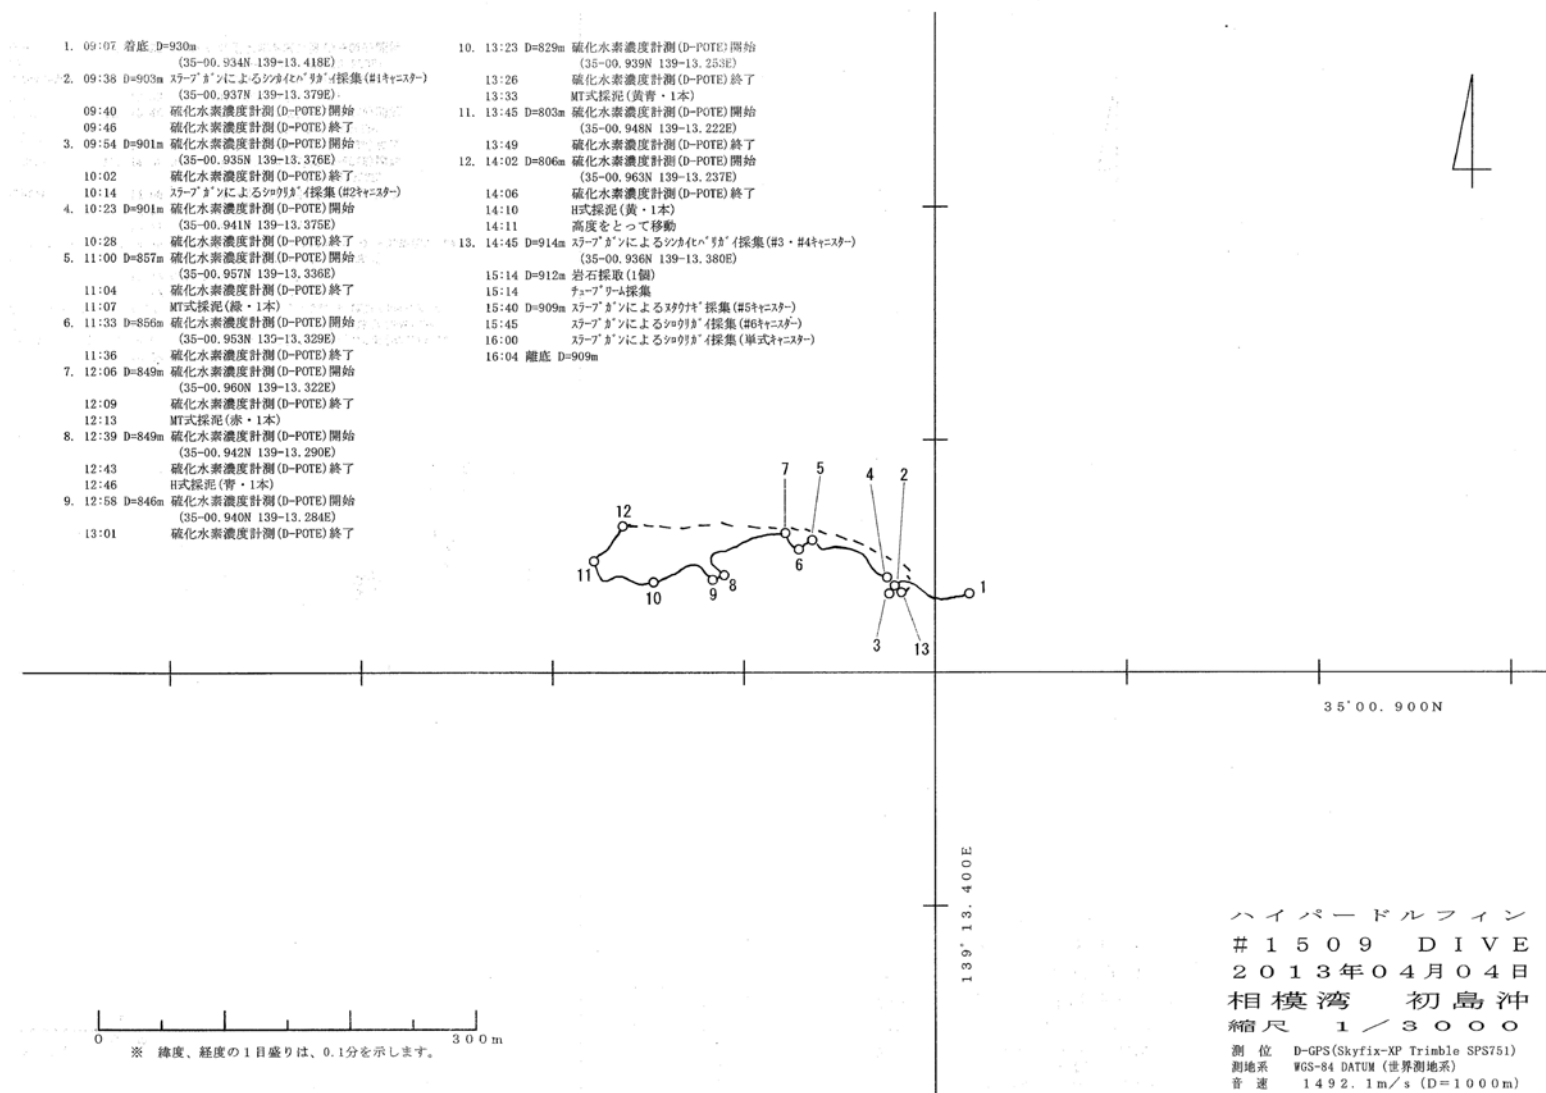 1. 09:07 着底 D=930m
(35-00.934N 139-13.418E)
2. 09:38 D=903m スラープガンによるシンカイヒバリガイ採集(#1キャニスター)
(35-00.937N 139-13.379E)
09:40 硫化水素濃度計測(D-POTE)開始
09:46 硫化水素濃度計測(D-POTE)終了
3. 09:54 D=901m 硫化水素濃度計測(D-POTE)開始
(35-00.935N 139-13.376E)
10:02 硫化水素濃度計測(D-POTE)終了
10:14 スラープガンによるシロウリガイ採集(#2キャニスター)
4. 10:23 D=901m 硫化水素濃度計測(D-POTE)開始
(35-00.941N 139-13.375E)
10:28 硫化水素濃度計測(D-POTE)終了
5. 11:00 D=857m 硫化水素濃度計測(D-POTE)開始
(35-00.957N 139-13.336E)
11:04 硫化水素濃度計測(D-POTE)終了
11:07 MT式採泥(緑・1本)
6. 11:33 D=856m 硫化水素濃度計測(D-POTE)開始
(35-00.953N 139-13.329E)
11:36 硫化水素濃度計測(D-POTE)終了
7. 12:06 D=849m 硫化水素濃度計測(D-POTE)開始
(35-00.960N 139-13.322E)
12:09 硫化水素濃度計測(D-POTE)終了
12:13 MT式採泥(赤・1本)
8. 12:39 D=849m 硫化水素濃度計測(D-POTE)開始
(35-00.942N 139-13.290E)
12:43 硫化水素濃度計測(D-POTE)終了
12:46 H式採泥(青・1本)
9. 12:58 D=846m 硫化水素濃度計測(D-POTE)開始
(35-00.940N 139-13.284E)
13:01 硫化水素濃度計測(D-POTE)終了
10. 13:23 D=829m 硫化水素濃度計測(D-POTE)開始
(35-00.939N 139-13.253E)
13:26 硫化水素濃度計測(D-POTE)終了
13:33 MT式採泥(黄青・1本)
11. 13:45 D=803m 硫化水素濃度計測(D-POTE)開始
(35-00.948N 139-13.222E)
13:49 硫化水素濃度計測(D-POTE)終了
12. 14:02 D=806m 硫化水素濃度計測(D-POTE)開始
(35-00.963N 139-13.237E)
14:06 硫化水素濃度計測(D-POTE)終了
14:10 H式採泥(黄・1本)
14:11 高度をとって移動
13. 14:45 D=914m スラープガンによるシンカイヒバリガイ採集(#3・#4キャニスター)
(35-00.936N 139-13.380E)
15:14 D=912m 岩石採取(1個)
15:14 チューブワーム採集
15:40 D=909m スラープガンによるヌタウナギ採集(#5キャニスター)
15:45 スラープガンによるシロウリガイ採集(#6キャニスター)
16:00 スラープガンによるシロウリガイ採集(単式キャニスター)
16:04 離底 D=909m
7
5
4
2
12
6
11
10
9
8
1
3
13
35°00.900N
139°13.400E
0
300m
※ 緯度、経度の1目盛りは、0.1分を示します。
ハイパードルフィン
#1509 DIVE
2013年04月04日
相模湾 初島沖
縮尺 1/3000
測位 D-GPS(Skyfix-XP Trimble SPS751)
測地系 WGS-84 DATUM (世界測地系)
音速 1492.1m/s (D=1000m)